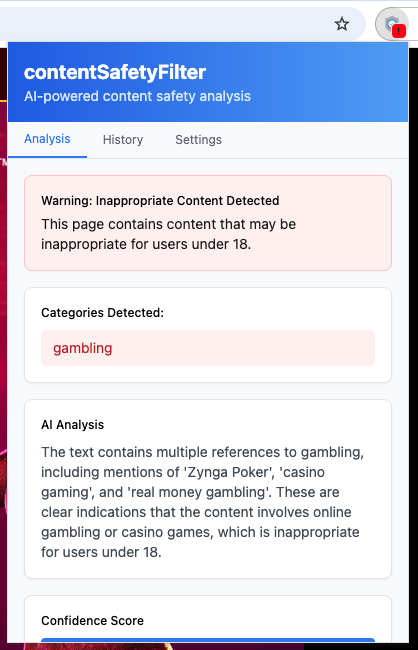 contentSafetyFilter
AI-powered content safety analysis
Analysis
History
Settings
Warning: Inappropriate Content Detected
This page contains content that may be
inappropriate for users under 18.
Categories Detected:
gambling
AI Analysis
The text contains multiple references to gambling,
including mentions of 'Zynga Poker', 'casino
gaming', and 'real money gambling'. These are
clear indications that the content involves online
gambling or casino games, which is inappropriate
for users under 18.
Confidence Score